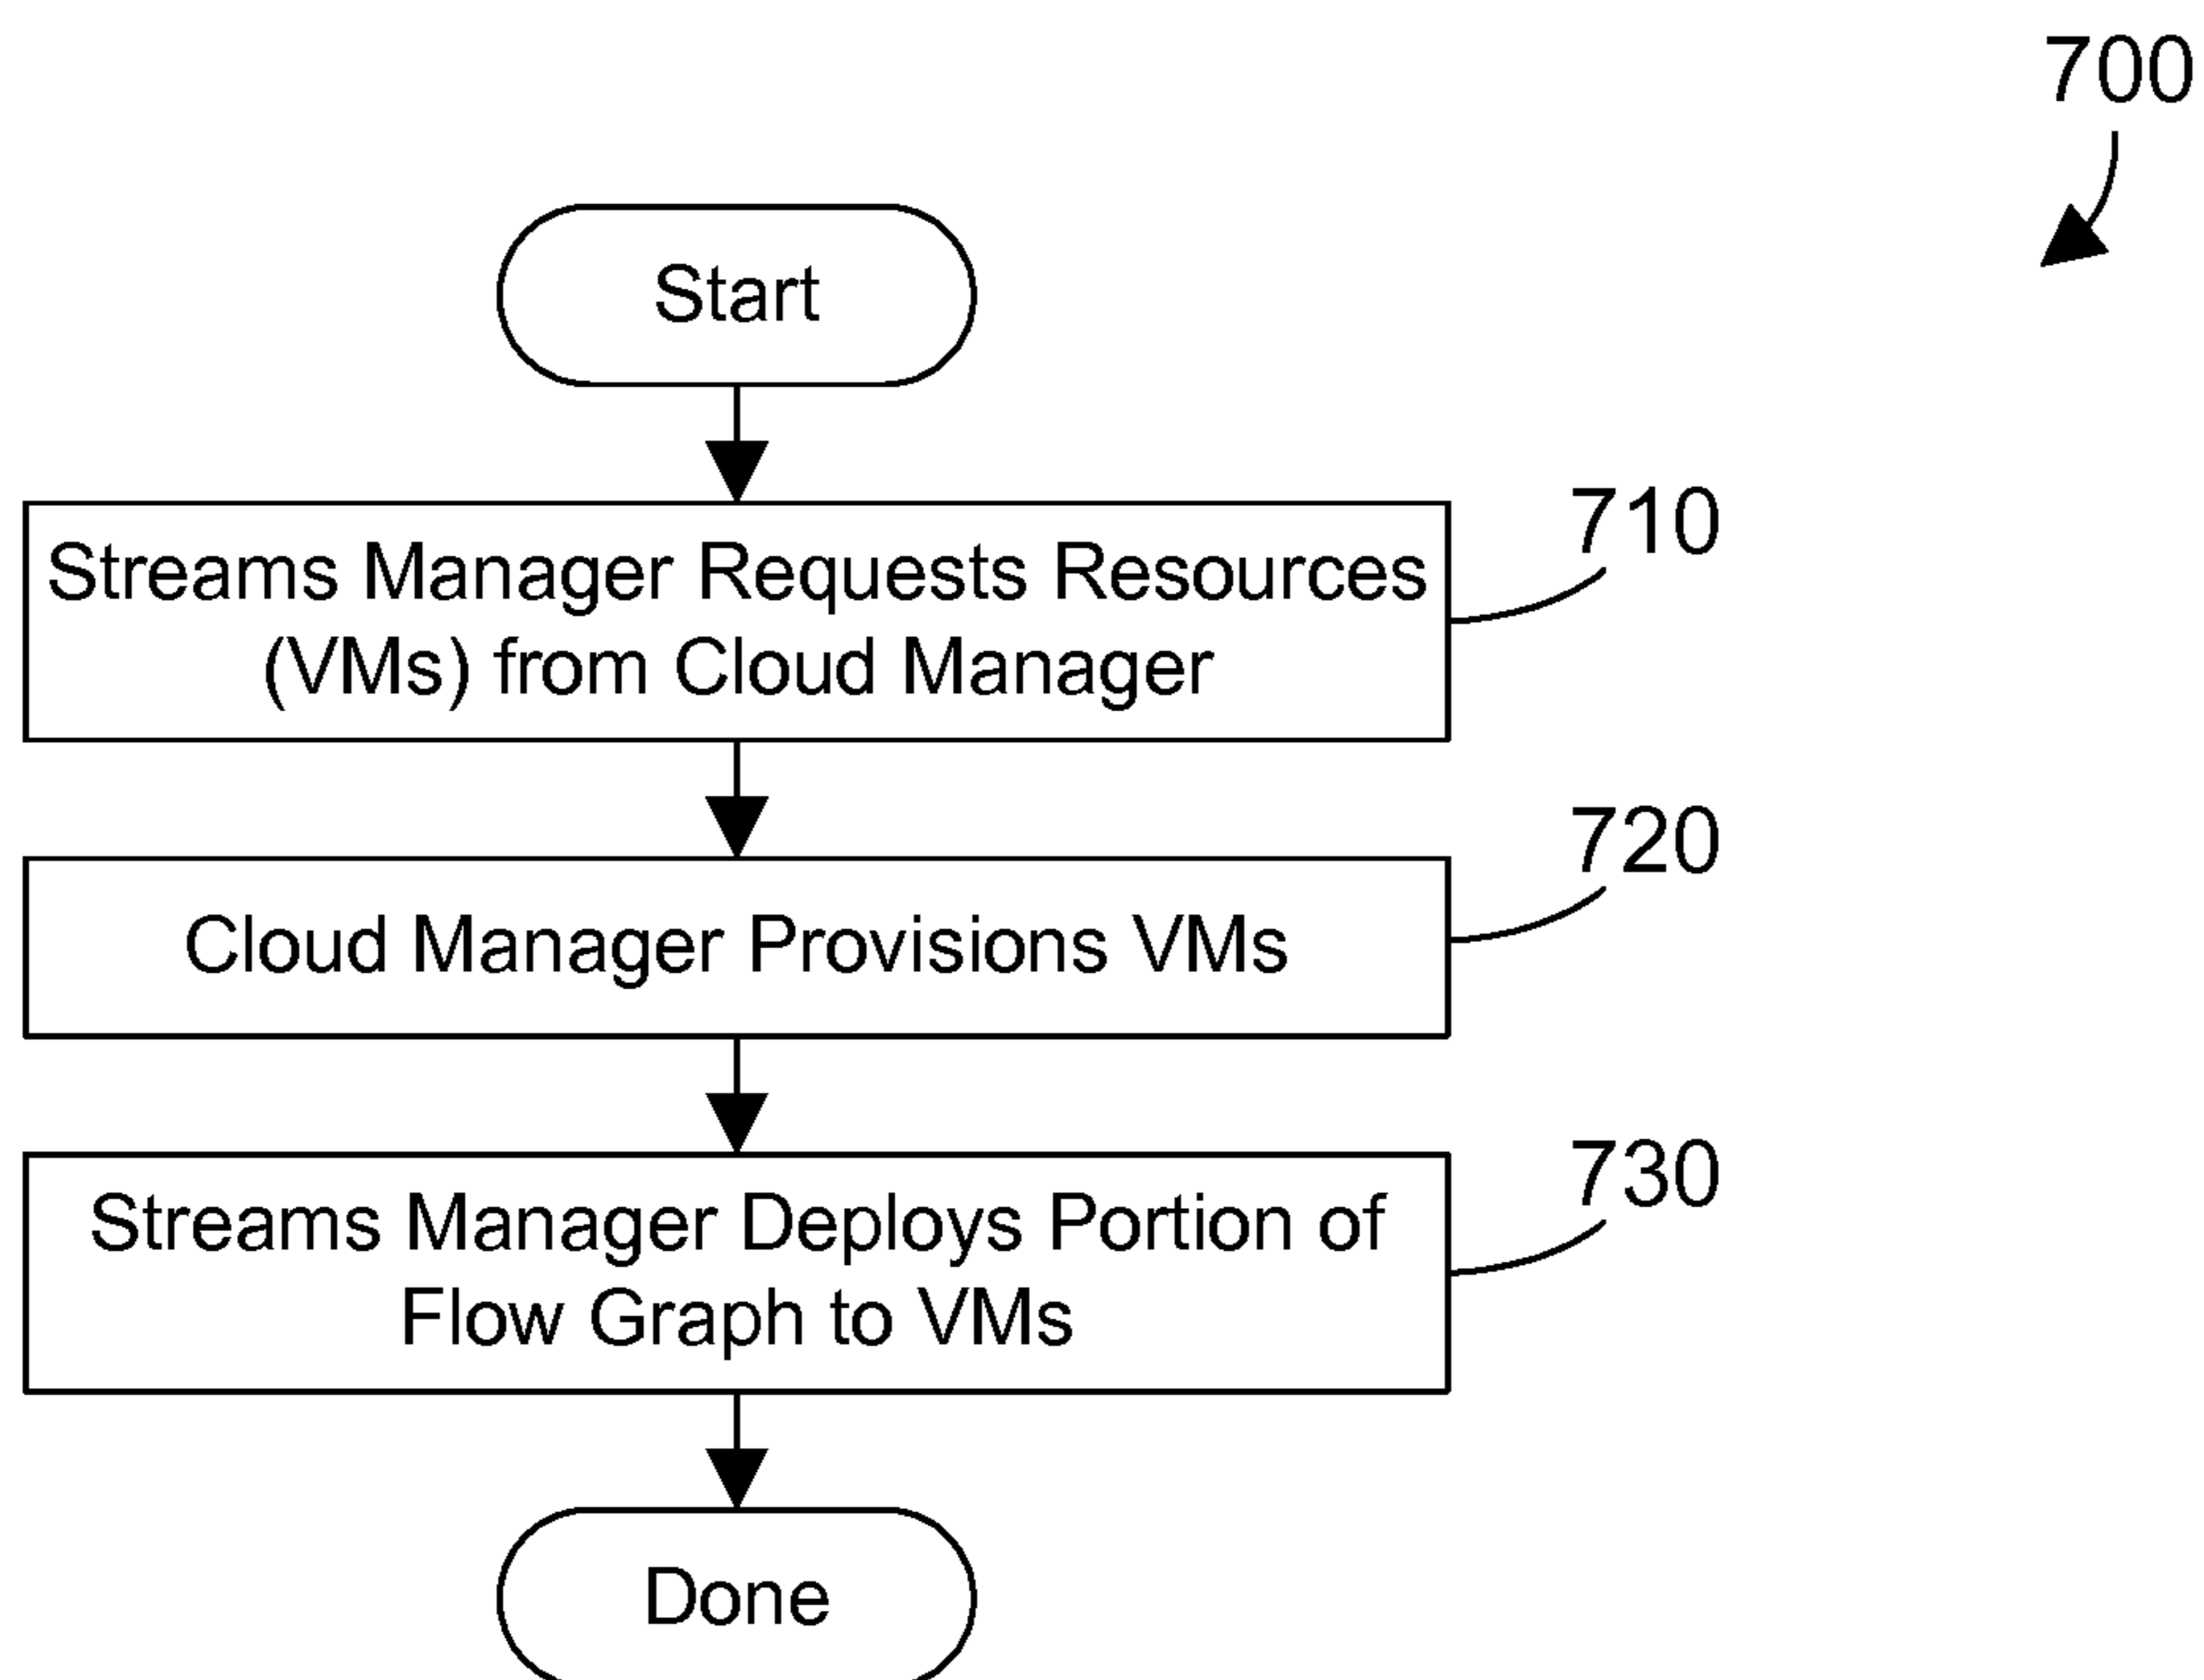 700
Start
Streams Manager Requests Resources
(VMs) from Cloud Manager
710
Cloud Manager Provisions VMs
720
Streams Manager Deploys Portion of
Flow Graph to VMs
730
Done